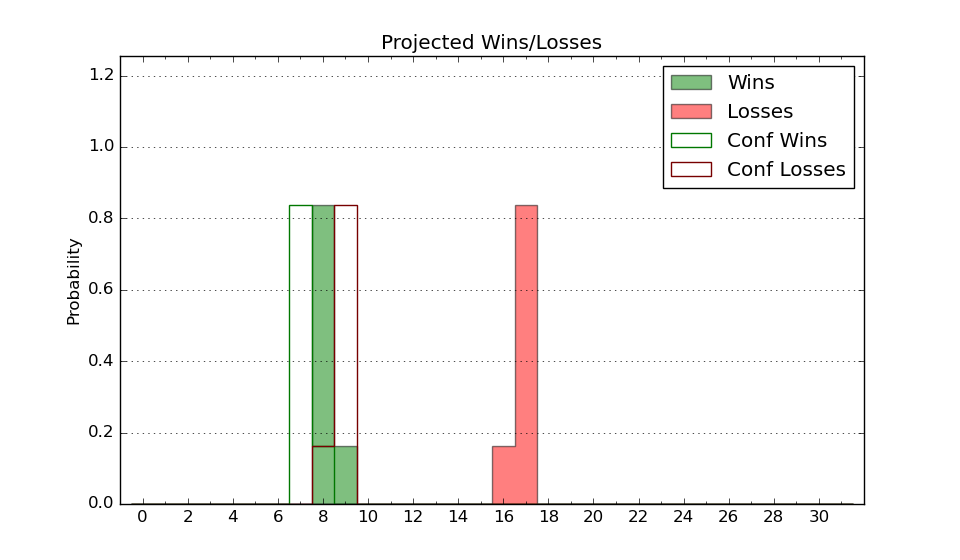 Projected Wins/Losses
1.2
1.0
0.8
0.6
0.4
0.2
0.0
Probability
Wins
Losses
Conf Wins
Conf Losses
0 2 4 6 8 10 12 14 16 18 20 22 24 26 28 30